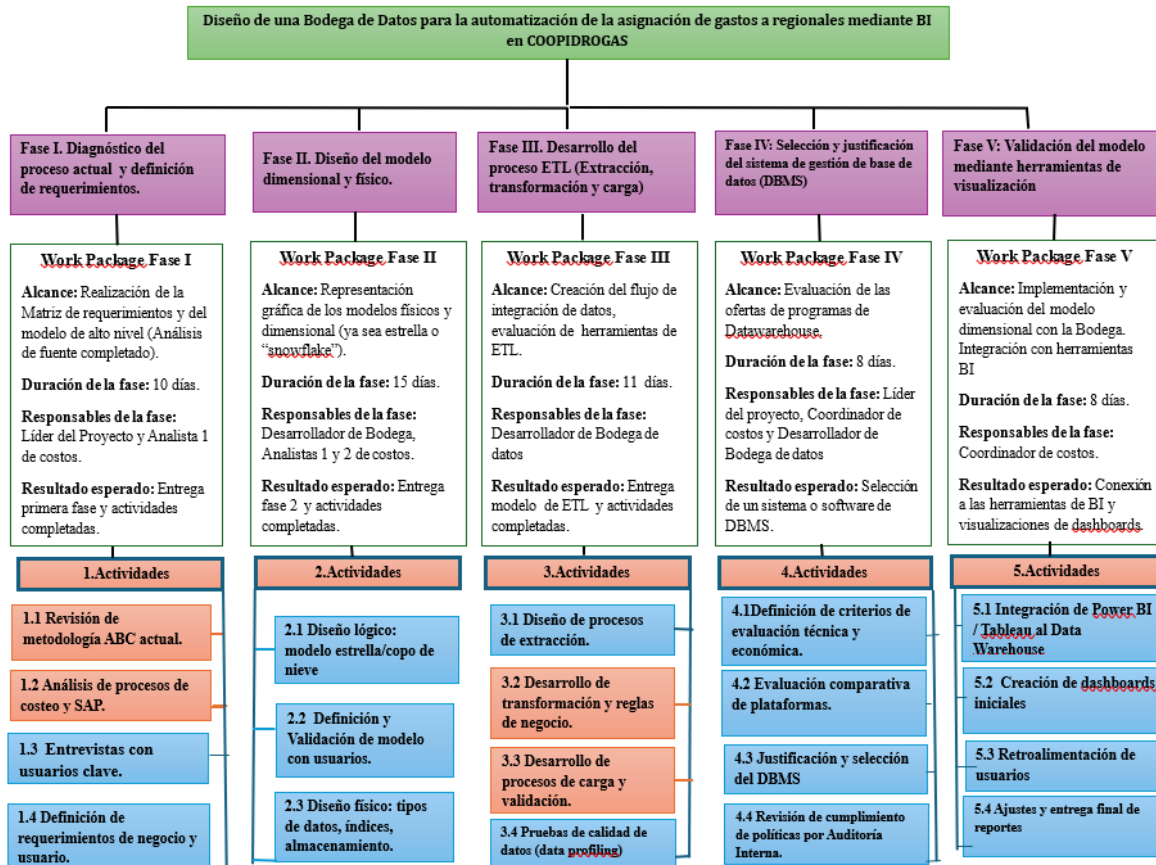 Diseño de una Bodega de Datos para la automatización de la asignación de gastos a regionales mediante BI
en COOPIDROGAS
Fase I. Diagnóstico del
proceso actual y definición
de requerimientos.
Fase II. Diseño del modelo
dimensional y físico.
Fase III. Desarrollo del
proceso ETL (Extracción,
transformación y carga)
Fase IV: Selección y justificación
del sistema de gestión de base de
datos (DBMS)
Fase V: Validación del modelo
mediante herramientas de
visualización
Work Package Fase I
Alcance: Realización de la
Matriz de requerimientos y del
modelo de alto nivel (Análisis
de fuente completado).
Duración de la fase: 10 días.
Responsables de la fase:
Líder del Proyecto y Analista 1
de costos.
Resultado esperado: Entrega
primera fase y actividades
completadas.
Work Package Fase II
Alcance: Representación
gráfica de los modelos físicos y
dimensional (ya sea estrella o
“snowflake”).
Duración de la fase: 15 días.
Responsables de la fase:
Desarrollador de Bodega,
Analistas 1 y 2 de costos.
Resultado esperado: Entrega
fase 2 y actividades
completadas.
Work Package Fase III
Alcance: Creación del flujo de
integración de datos,
evaluación de herramientas de
ETL.
Duración de la fase: 11 días.
Responsables de la fase:
Desarrollador de Bodega de
datos
Resultado esperado: Entrega
modelo de ETL y actividades
completadas.
Work Package Fase IV
Alcance: Evaluación de las
ofertas de programas de
Datawarehouse.
Duración de la fase: 8 días.
Responsables de la fase: Líder
del proyecto, Coordinador de
costos y Desarrollador de
Bodega de datos
Resultado esperado: Selección
de un sistema o software de
DBMS.
Work Package Fase V
Alcance: Implementación y
evaluación del modelo
dimensional con la Bodega.
Integración con herramientas
BI
Duración de la fase: 8 días.
Responsables de la fase:
Coordinador de costos.
Resultado esperado: Conexión
a las herramientas de BI y
visualizaciones de dashboards.
1.Actividades
1.1 Revisión de
metodología ABC actual.
1.2 Análisis de procesos de
costeo y SAP.
1.3 Entrevistas con
usuarios clave.
1.4 Definición de
requerimientos de negocio y
usuario.
2.Actividades
2.1 Diseño lógico:
modelo estrella/copo de
nieve
2.2 Definición y
Validación de modelo
con usuarios.
2.3 Diseño físico: tipos
de datos, índices,
almacenamiento.
3.Actividades
3.1 Diseño de procesos
de extracción.
3.2 Desarrollo de
transformación y reglas
de negocio.
3.3 Desarrollo de
procesos de carga y
validación.
3.4 Pruebas de calidad de
datos (data profiling)
4.Actividades
4.1Definición de criterios de
evaluación técnica y
económica.
4.2 Evaluación comparativa
de plataformas.
4.3 Justificación y selección
del DBMS
4.4 Revisión de cumplimiento
de políticas por Auditoría
Interna.
5.Actividades
5.1 Integración de Power BI
/ Tableau al Data
Warehouse
5.2 Creación de dashboards
iniciales
5.3 Retroalimentación de
usuarios
5.4 Ajustes y entrega final de
reportes